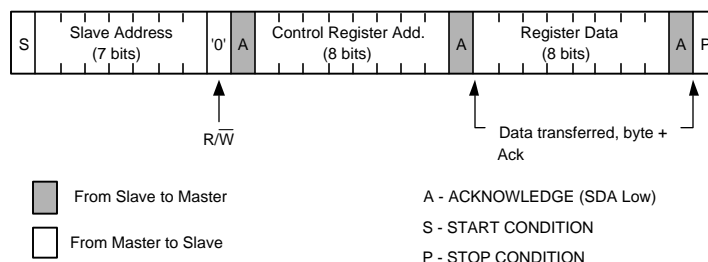 S Slave Address (7 bits) '0' A Control Register Add. (8 bits) A Register Data (8 bits) A P
R/W̅
Data transferred, byte +
Ack
From Slave to Master
From Master to Slave
A - ACKNOWLEDGE (SDA Low)
S - START CONDITION
P - STOP CONDITION